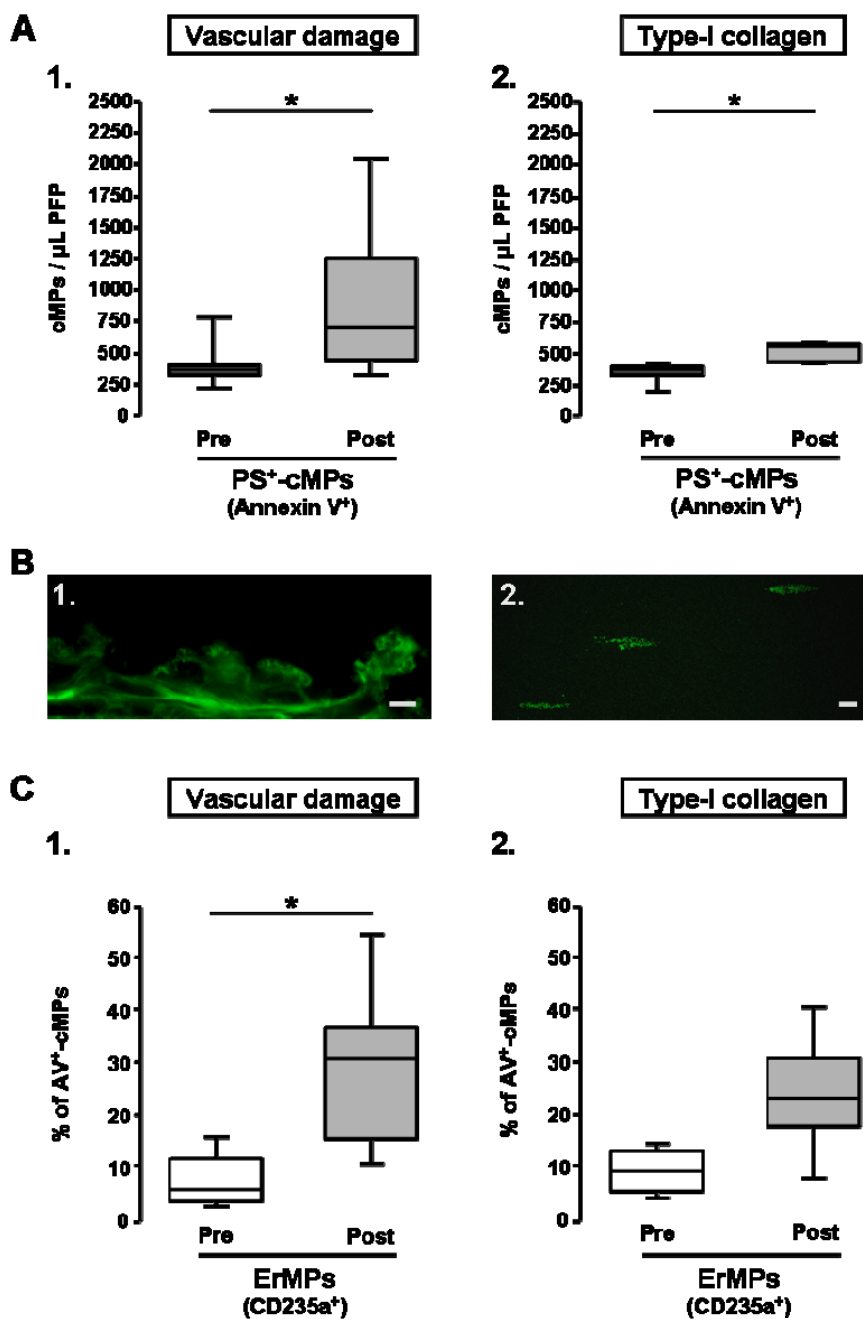 A
Vascular damage
Type-I collagen
1.
2500
2250
2000
1750
1500
1250
1000
750
500
250
0
cMPs / µL PFP
*
Pre
Post
PS⁺-cMPs
(Annexin V⁺)
2.
2500
2250
2000
1750
1500
1250
1000
750
500
250
0
cMPs / µL PFP
*
Pre
Post
PS⁺-cMPs
(Annexin V⁺)
B
1.
2.
C
Vascular damage
Type-I collagen
1.
60
50
40
30
20
10
0
% of AV⁺-cMPs
*
Pre
Post
ErMPs
(CD235a⁺)
2.
60
50
40
30
20
10
0
% of AV⁺-cMPs
Pre
Post
ErMPs
(CD235a⁺)